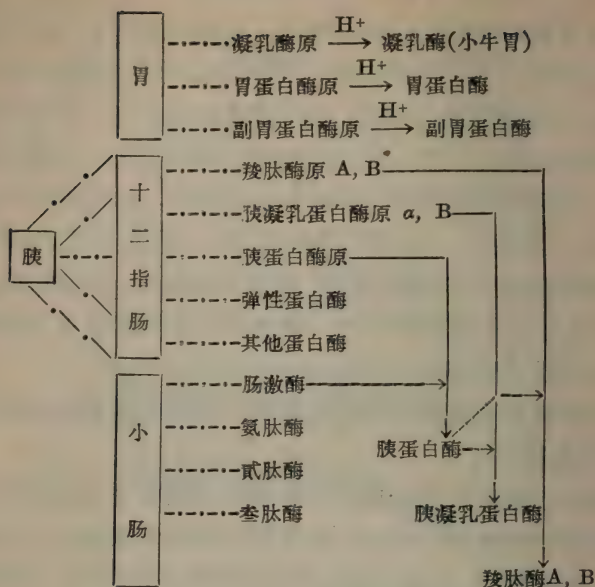 H+
凝乳酶原 → 凝乳酶(小牛胃)
H+
胃蛋白酶原 → 胃蛋白酶
H+
副胃蛋白酶原 → 副胃蛋白酶
胃
羧肽酶原 A, B
胰凝乳蛋白酶原 α, B
胰蛋白酶原
弹性蛋白酶
其他蛋白酶
胰
十二指肠
肠激酶
氨肽酶
貳肽酶
叁肽酶
小肠
胰蛋白酶
胰凝乳蛋白酶
羧肽酶A, B